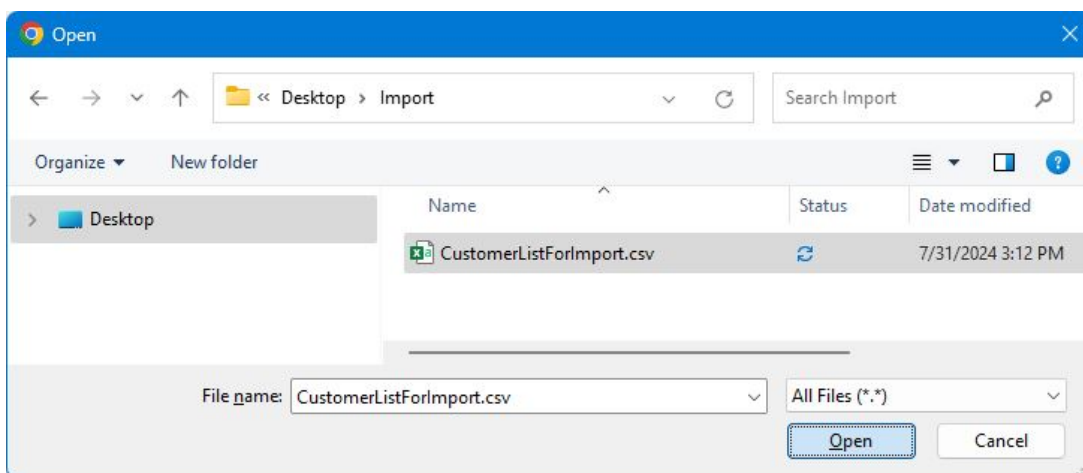 Open
« Desktop > Import
Search Import
Organize
New folder
?
Desktop
Name Status Date modified
CustomerListForImport.csv 7/31/2024 3:12 PM
File name: CustomerListForImport.csv All Files (*.*)
Open Cancel